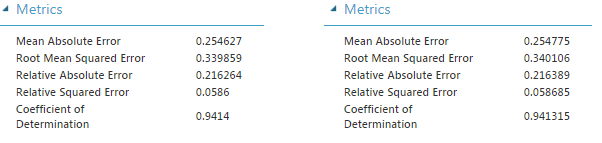 Metrics
Mean Absolute Error 0.254627
Root Mean Squared Error 0.339859
Relative Absolute Error 0.216264
Relative Squared Error 0.0586
Coefficient of
Determination 0.9414
Metrics
Mean Absolute Error 0.254775
Root Mean Squared Error 0.340106
Relative Absolute Error 0.216389
Relative Squared Error 0.058685
Coefficient of
Determination 0.941315